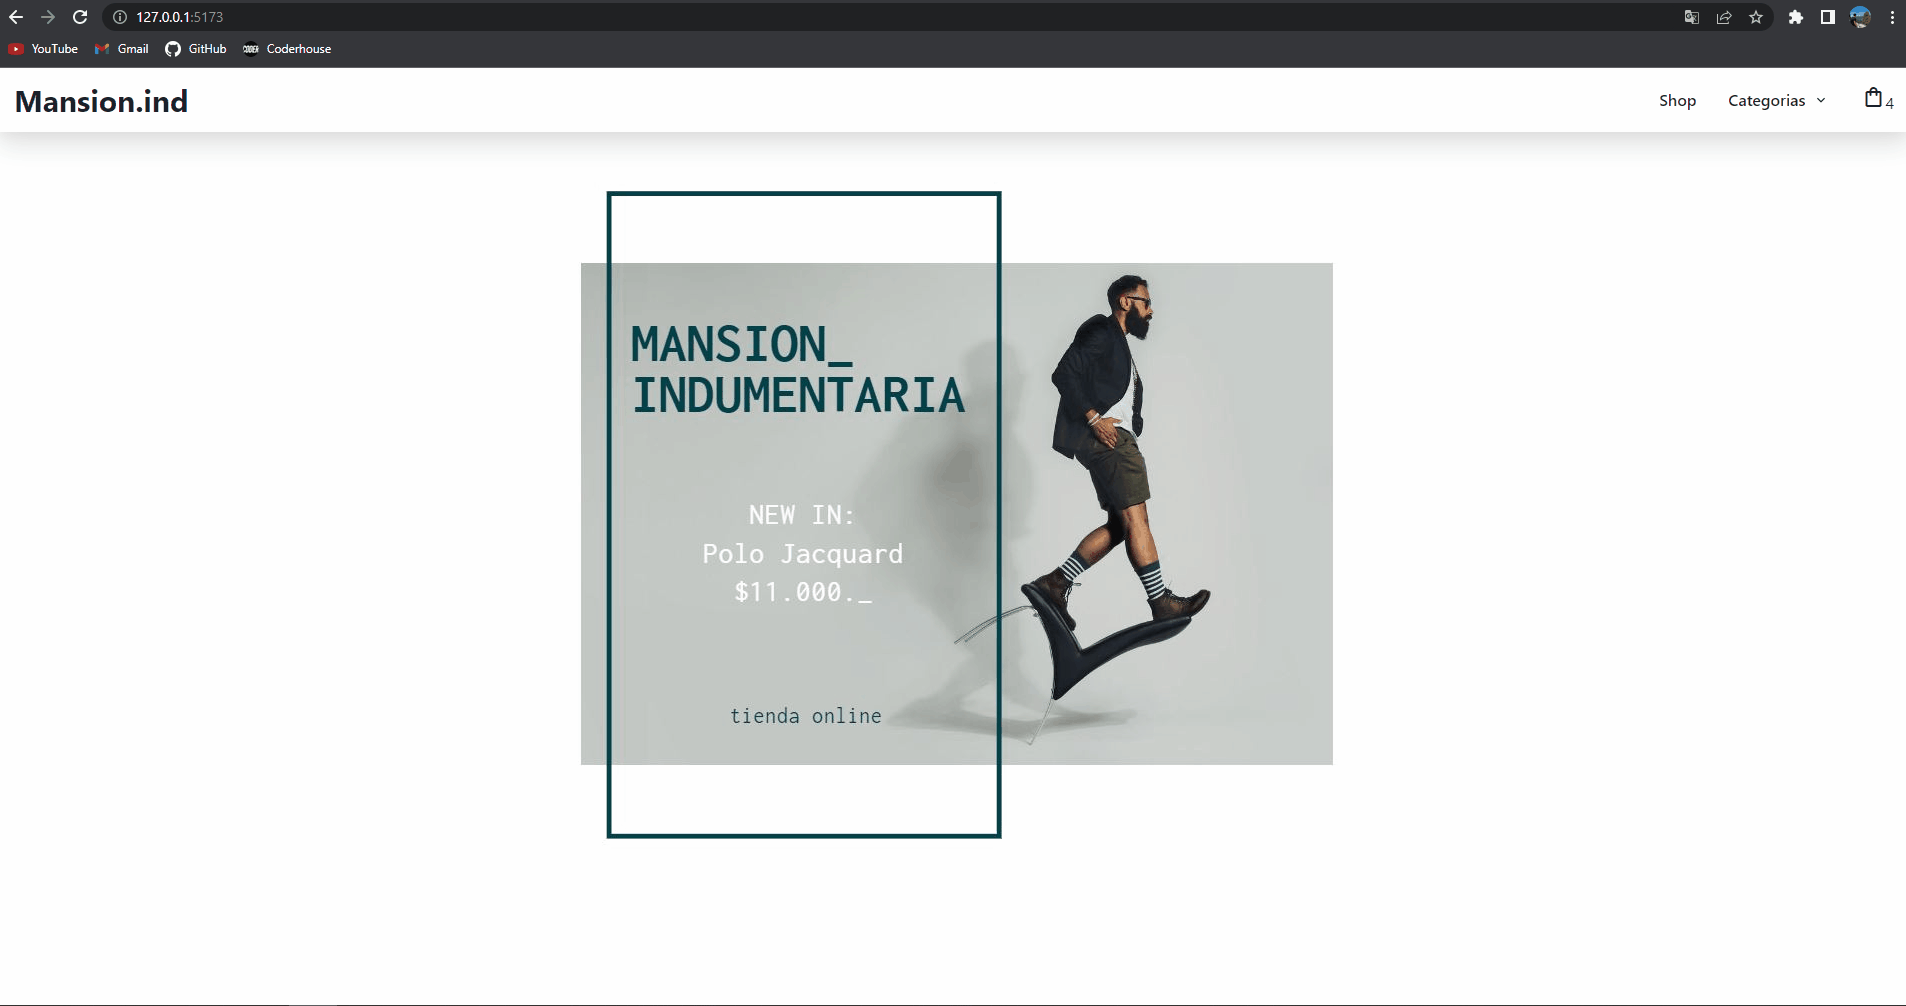 127.0.0.1:5173
YouTube Gmail GitHub CODER Coderhouse
Mansion.ind
Shop Categorias 4
MANSION_
INDUMENTARIA
NEW IN:
Polo Jacquard
$11.000._
tienda online